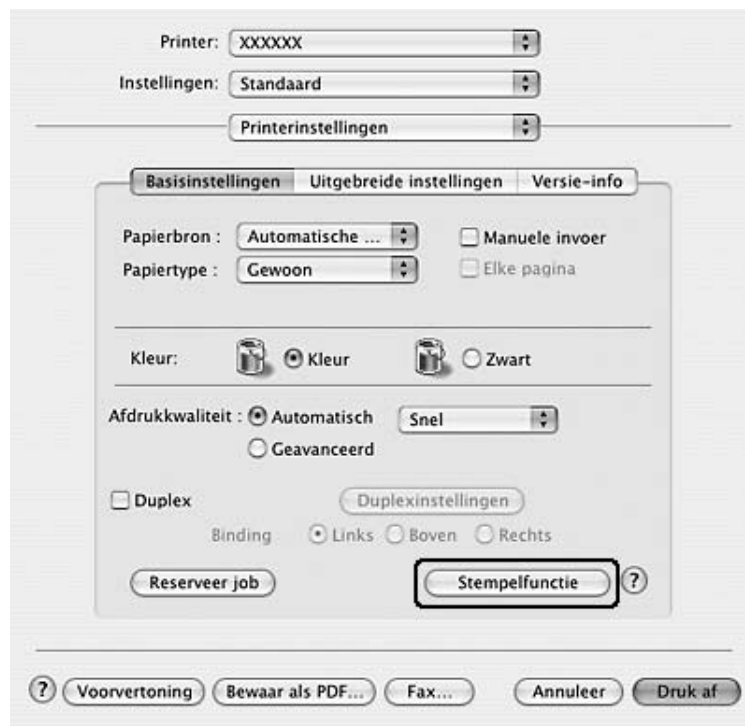 Printer: XXXXXX
Instellingen: Standaard
Printerinstellingen
Basisinstellingen Uitgebreide instellingen Versie-info
Papierbron : Automatische ... Manuele invoer
Papiertype : Gewoon Elke pagina
Kleur: Kleur Zwart
Afdrukkwaliteit : Automatisch Snel
Geavanceerd
Duplex Duplexinstellingen
Binding Links Boven Rechts
Reserveer job Stempelfunctie ?
? Voorvertoning Bewaar als PDF... Fax... Annuleer Druk af